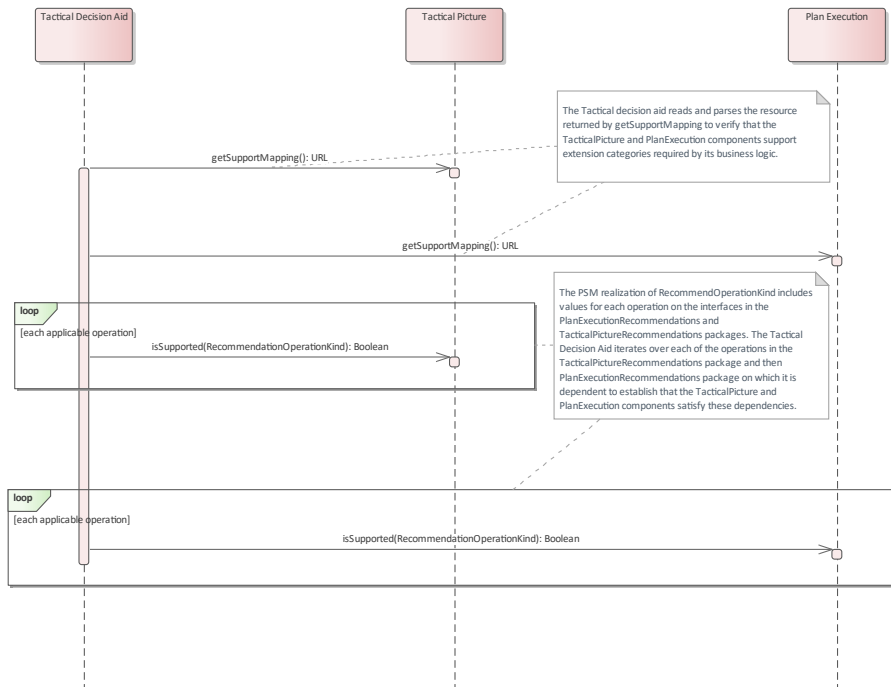 Tactical Decision Aid
Tactical Picture
Plan Execution
The Tactical decision aid reads and parses the resource
returned by getSupportMapping to verify that the
TacticalPicture and PlanExecution components support
extension categories required by its business logic.
getSupportMapping(): URL
getSupportMapping(): URL
The PSM realization of RecommendOperationKind includes
values for each operation on the interfaces in the
PlanExecutionRecommendations and
TacticalPictureRecommendations packages. The Tactical
Decision Aid iterates over each of the operations in the
TacticalPictureRecommendations package and then
PlanExecutionRecommendations package on which it is
dependent to establish that the TacticalPicture and
PlanExecution components satisfy these dependencies.
loop
[each applicable operation]
isSupported(RecommendationOperationKind): Boolean
loop
[each applicable operation]
isSupported(RecommendationOperationKind): Boolean